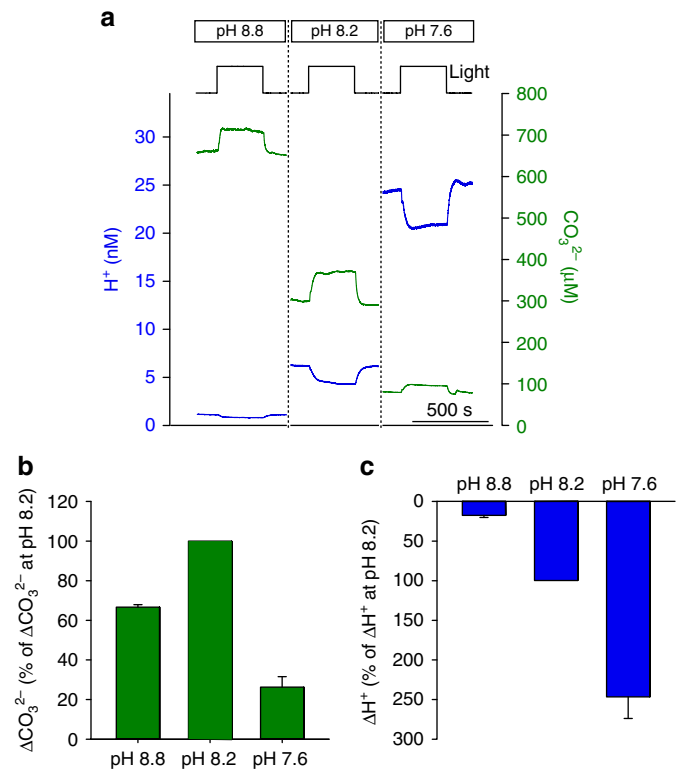 a
pH 8.8 pH 8.2 pH 7.6
Light
H⁺ (nM)
30
25
20
15
10
5
0
800
700
600
500
400
300
200
100
0
CO₃²⁻ (µM)
500 s
b
ΔCO₃²⁻ (% of ΔCO₃²⁻ at pH 8.2)
120
100
80
60
40
20
0
pH 8.8 pH 8.2 pH 7.6
c
pH 8.8 pH 8.2 pH 7.6
ΔH⁺ (% of ΔH⁺ at pH 8.2)
0
50
100
150
200
250
300